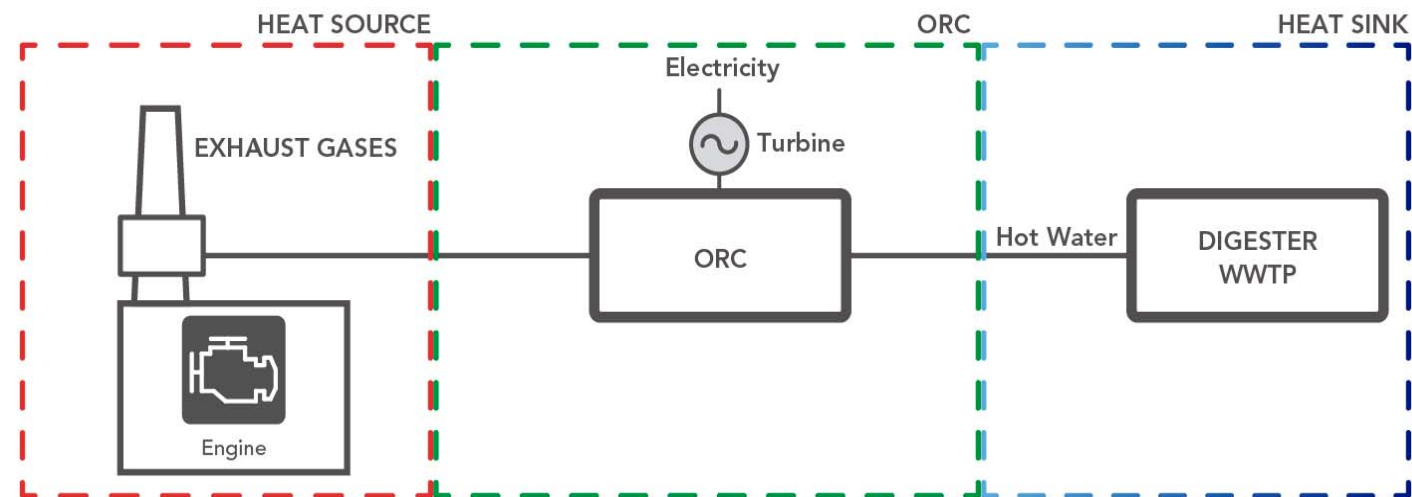 HEAT SOURCE
ORC
HEAT SINK
Electricity
Turbine
EXHAUST GASES
ORC
Hot Water
DIGESTER
WWTP
Engine